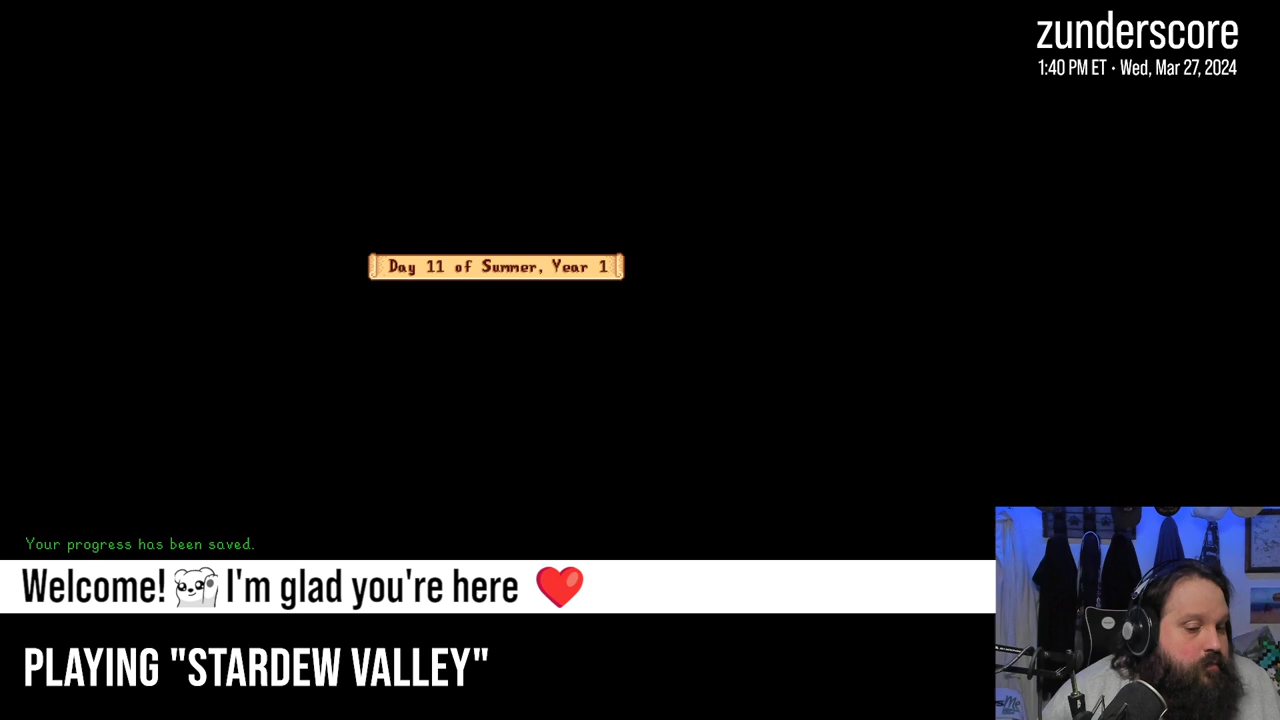 zunderscore
1:40 PM ET · Wed, Mar 27, 2024
Day 11 of Summer, Year 1
Your progress has been saved.
Welcome! I'm glad you're here
PLAYING "STARDEW VALLEY"